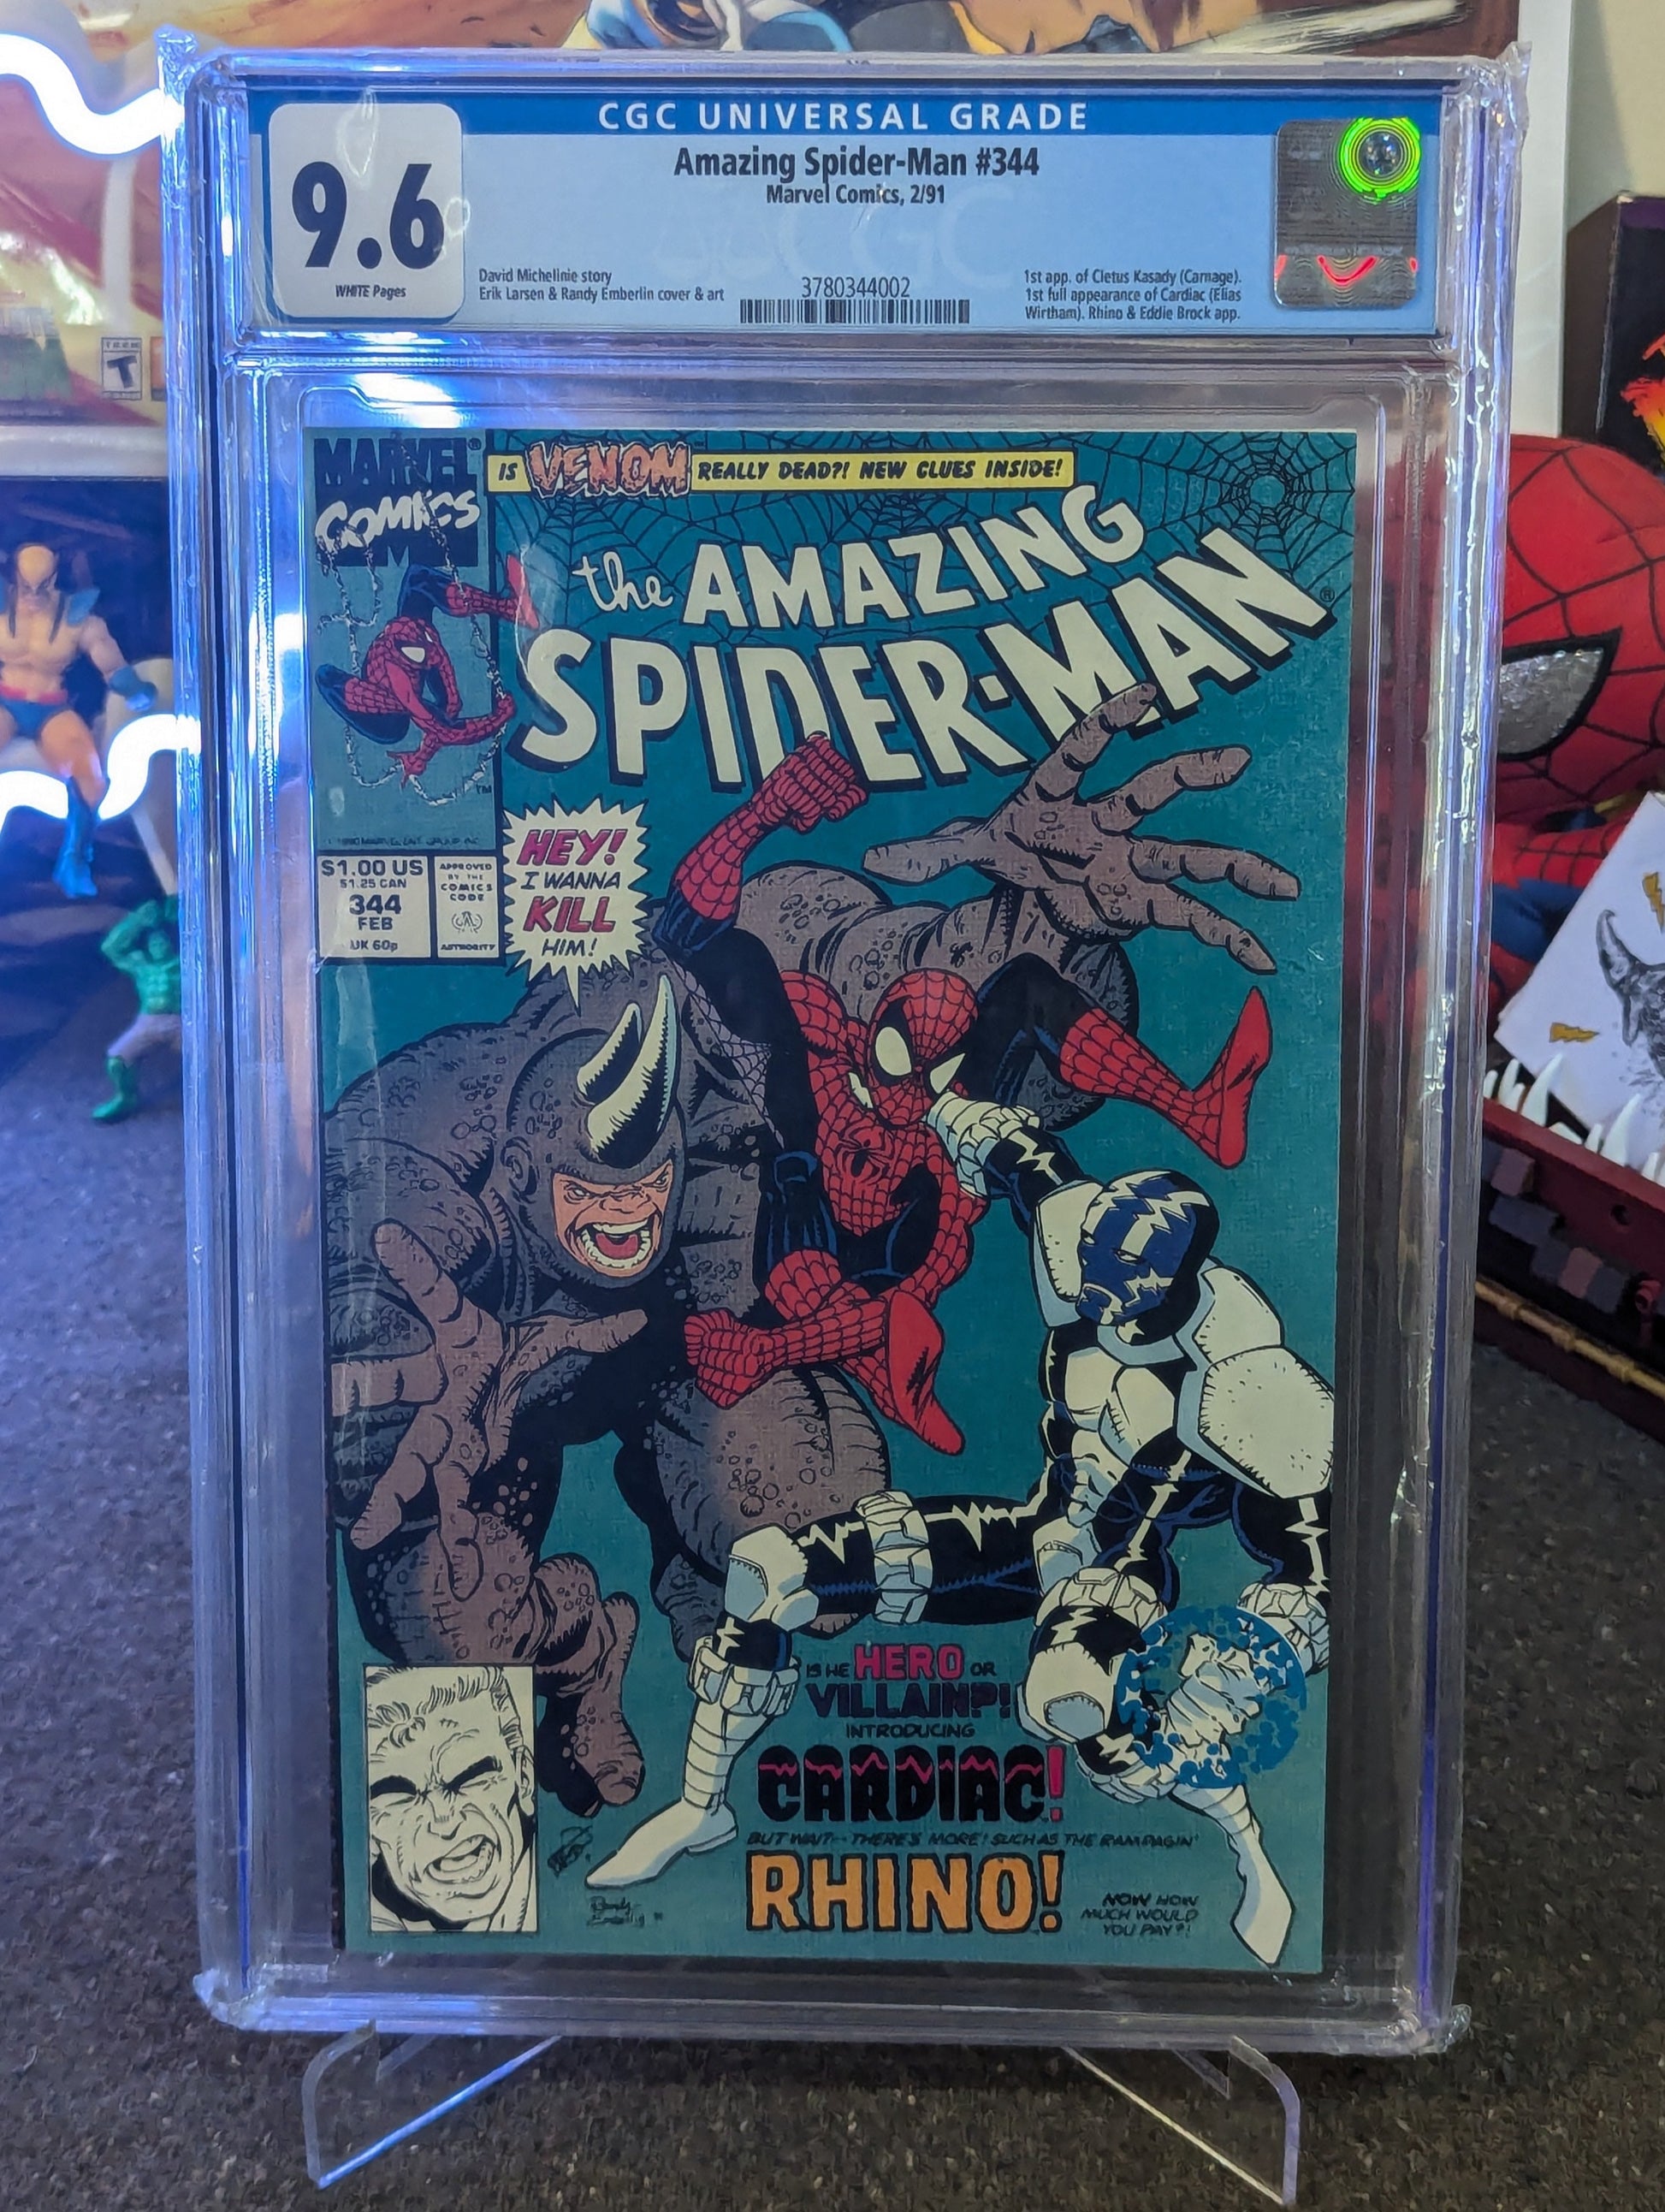 CGC UNIVERSAL GRADE
9.6
WHITE Pages
Amazing Spider-Man #344
Marvel Comics, 2/91
David Michelinie story
Erik Larsen & Randy Emberlin cover & art
3780344002
1st app. of Cletus Kasady (Carnage).
1st full appearance of Cardiac (Elias
Wirtham). Rhino & Eddie Brock app.
T
MARVEL®
COMICS
IS VENOM™ REALLY DEAD?! NEW CLUES INSIDE!
the AMAZING
SPIDER-MAN®
TM
$1.00 US
$1.25 CAN
344
FEB
UK 60p
APPROVED
BY THE
COMICS
CODE
AUTHORITY
HEY!
I WANNA
KILL
HIM!
IS HE HERO OR
VILLAIN?!
INTRODUCING
CARDIAC!
BUT WAIT-- THERE'S MORE! SUCH AS THE RAMPAGIN'
RHINO!
NOW HOW
MUCH WOULD
YOU PAY?!